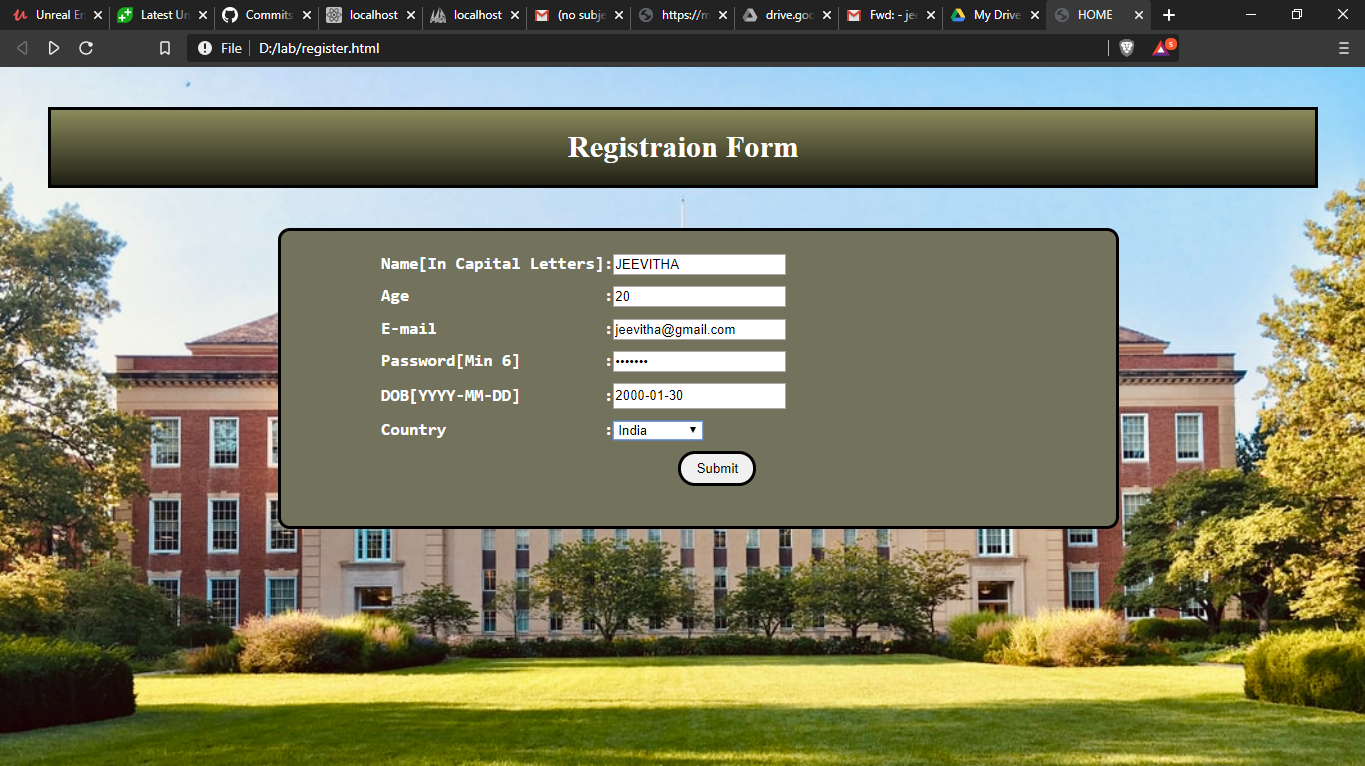 Unreal En
Latest Un
Commits
localhost
localhost
(no subje
https://m
drive.goo
Fwd: - jee
My Drive
HOME
File
D:/lab/register.html
5
Registraion Form
Name[In Capital Letters]:JEEVITHA
Age :20
E-mail :jeevitha@gmail.com
Password[Min 6] :•••••••
DOB[YYYY-MM-DD] :2000-01-30
Country :India
Submit